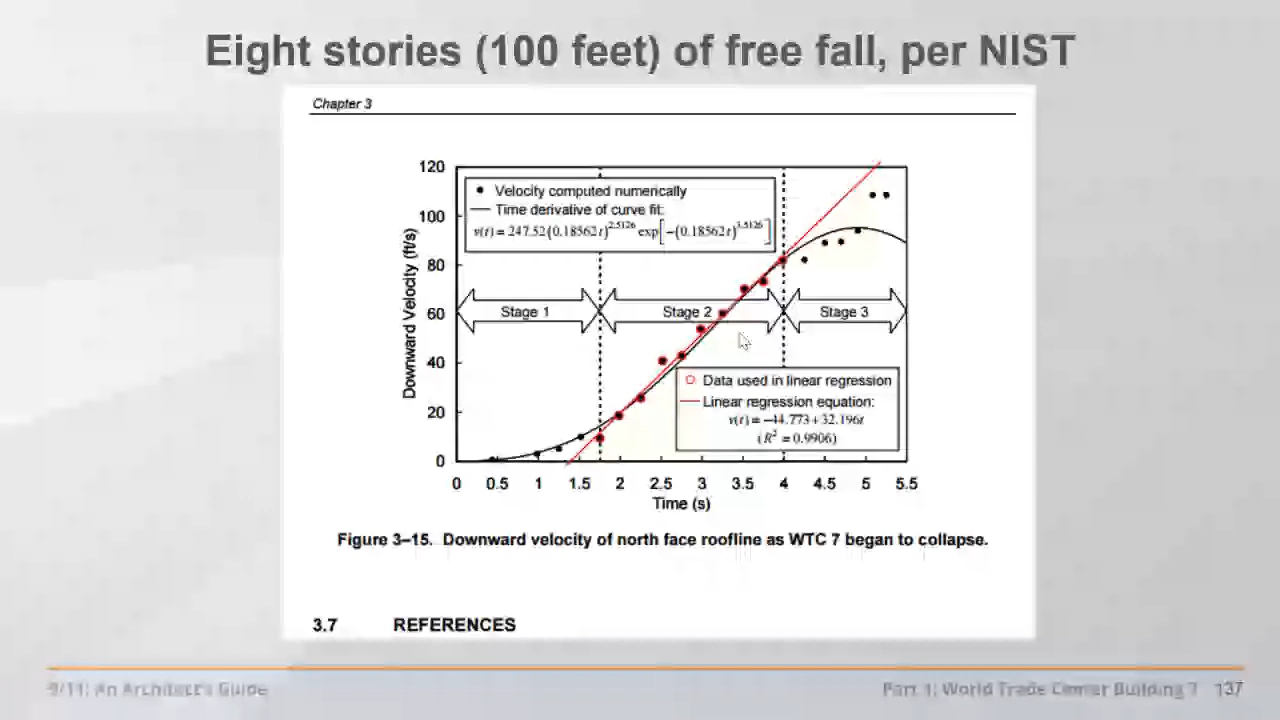 Eight stories (100 feet) of free fall, per NIST
Chapter 3
120
100
80
60
40
20
0
Downward Velocity (ft/s)
Velocity computed numerically
Time derivative of curve fit:
v(t) = 247.52(0.18562t)^2.5126 exp[−(0.18562t)^3.5126]
Stage 1
Stage 2
Stage 3
Data used in linear regression
Linear regression equation:
v(t) = −44.773+32.196t
(R² = 0.9906)
0 0.5 1 1.5 2 2.5 3 3.5 4 4.5 5 5.5
Time (s)
Figure 3–15. Downward velocity of north face roofline as WTC 7 began to collapse.
3.7 REFERENCES
9/11: An Architect's Guide
Part 1: World Trade Center Building 7 137